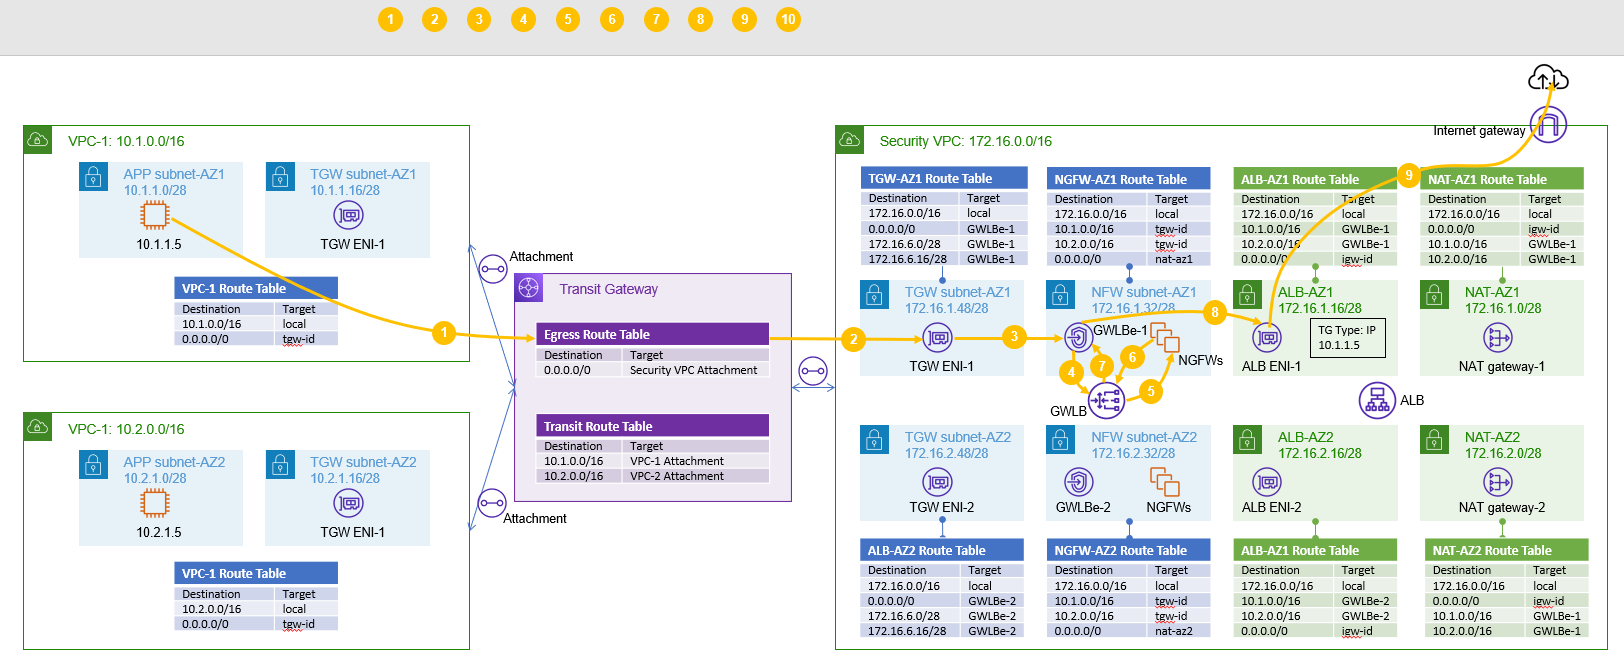 1 2 3 4 5 6 7 8 9 10
VPC-1: 10.1.0.0/16
APP subnet-AZ1
10.1.1.0/28
10.1.1.5
TGW subnet-AZ1
10.1.1.16/28
TGW ENI-1
VPC-1 Route Table
Destination Target
10.1.0.0/16 local
0.0.0.0/0 tgw-id
VPC-1: 10.2.0.0/16
APP subnet-AZ2
10.2.1.0/28
10.2.1.5
TGW subnet-AZ2
10.2.1.16/28
TGW ENI-1
VPC-1 Route Table
Destination Target
10.2.0.0/16 local
0.0.0.0/0 tgw-id
Attachment
Attachment
1
Transit Gateway
Egress Route Table
Destination Target
0.0.0.0/0 Security VPC Attachment
Transit Route Table
Destination Target
10.1.0.0/16 VPC-1 Attachment
10.2.0.0/16 VPC-2 Attachment
Internet gateway
Security VPC: 172.16.0.0/16
TGW-AZ1 Route Table
Destination Target
172.16.0.0/16 local
0.0.0.0/0 GWLBe-1
172.16.6.0/28 GWLBe-1
172.16.6.16/28 GWLBe-1
NGFW-AZ1 Route Table
Destination Target
172.16.0.0/16 local
10.1.0.0/16 tgw-id
10.2.0.0/16 tgw-id
0.0.0.0/0 nat-az1
ALB-AZ1 Route Table
Destination Target
172.16.0.0/16 local
10.1.0.0/16 GWLBe-1
10.2.0.0/16 GWLBe-1
0.0.0.0/0 igw-id
9
NAT-AZ1 Route Table
Destination Target
172.16.0.0/16 local
0.0.0.0/0 igw-id
10.1.0.0/16 GWLBe-1
10.2.0.0/16 GWLBe-1
TGW subnet-AZ1
172.16.1.48/28
TGW ENI-1
2
3
NFW subnet-AZ1
172.16.1.32/28
GWLBe-1
NGFWs
4
7
6
5
GWLB
8
ALB-AZ1
172.16.1.16/28
ALB ENI-1
TG Type: IP
10.1.1.5
NAT-AZ1
172.16.1.0/28
NAT gateway-1
ALB
TGW subnet-AZ2
172.16.2.48/28
TGW ENI-2
NFW subnet-AZ2
172.16.2.32/28
GWLBe-2
NGFWs
ALB-AZ2
172.16.2.16/28
ALB ENI-2
NAT-AZ2
172.16.2.0/28
NAT gateway-2
ALB-AZ2 Route Table
Destination Target
172.16.0.0/16 local
0.0.0.0/0 GWLBe-2
172.16.6.0/28 GWLBe-2
172.16.6.16/28 GWLBe-2
NGFW-AZ2 Route Table
Destination Target
172.16.0.0/16 local
10.1.0.0/16 tgw-id
10.2.0.0/16 tgw-id
0.0.0.0/0 nat-az2
ALB-AZ1 Route Table
Destination Target
172.16.0.0/16 local
10.1.0.0/16 GWLBe-2
10.2.0.0/16 GWLBe-2
0.0.0.0/0 igw-id
NAT-AZ2 Route Table
Destination Target
172.16.0.0/16 local
0.0.0.0/0 igw-id
10.1.0.0/16 GWLBe-1
10.2.0.0/16 GWLBe-1